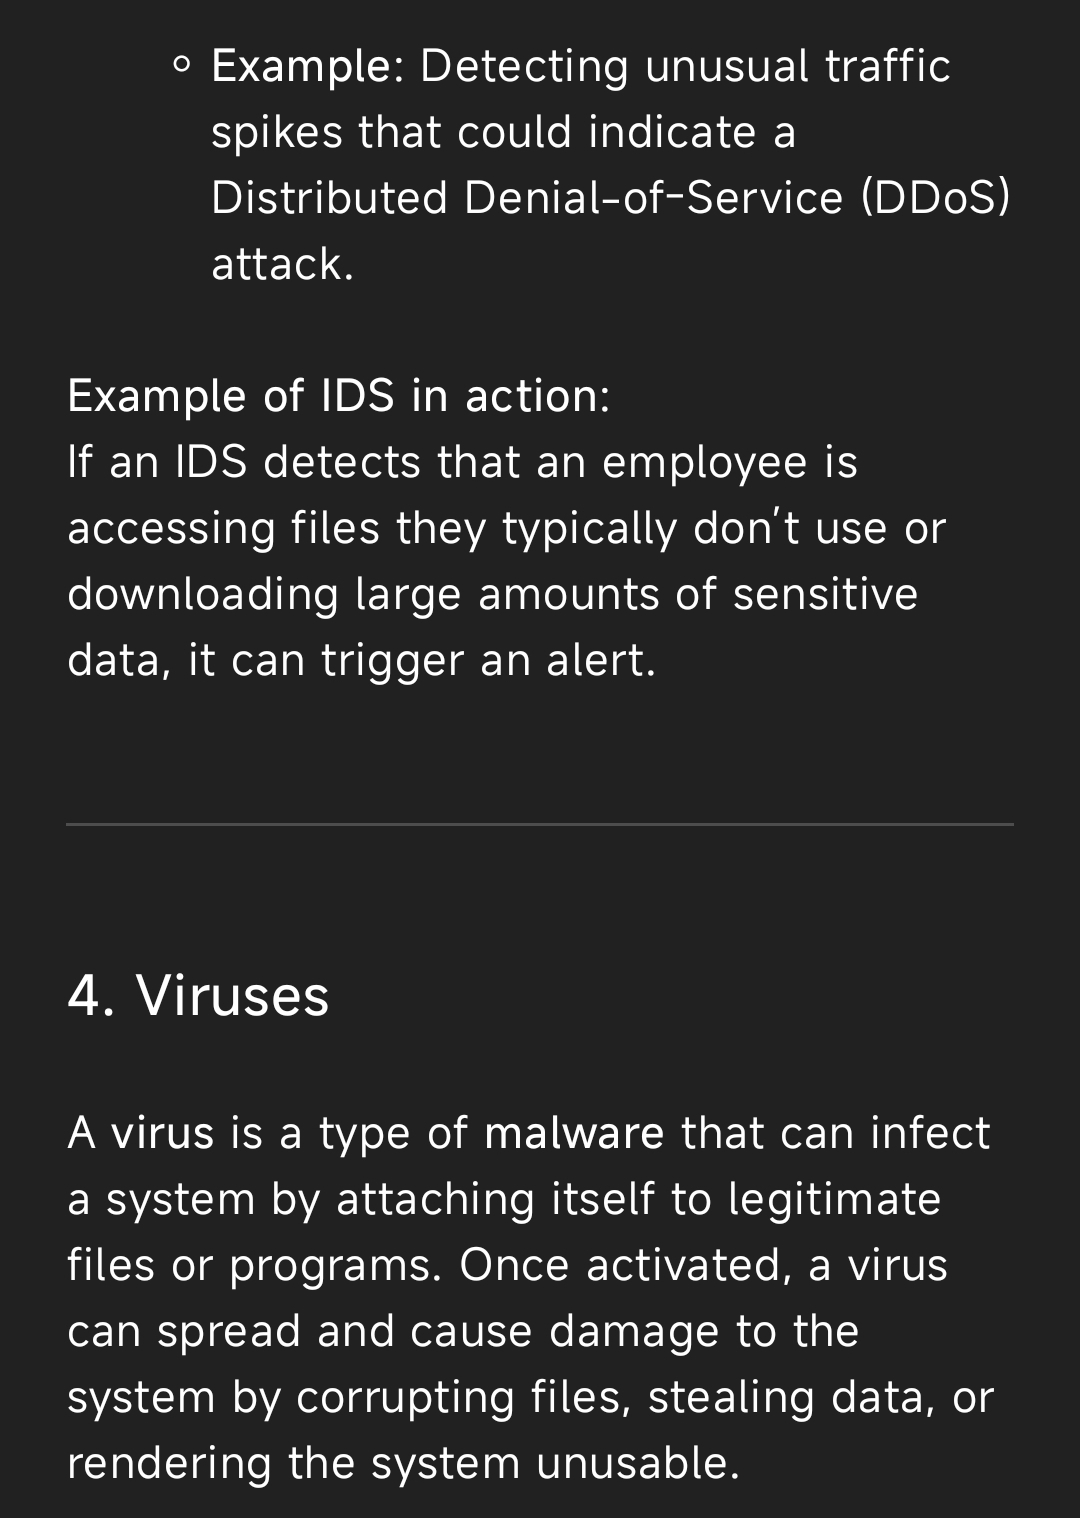 Example: Detecting unusual traffic
spikes that could indicate a
Distributed Denial-of-Service (DDoS)
attack.
Example of IDS in action:
If an IDS detects that an employee is
accessing files they typically don't use or
downloading large amounts of sensitive
data, it can trigger an alert.
4. Viruses
A virus is a type of malware that can infect
a system by attaching itself to legitimate
files or programs. Once activated, a virus
can spread and cause damage to the
system by corrupting files, stealing data, or
rendering the system unusable.